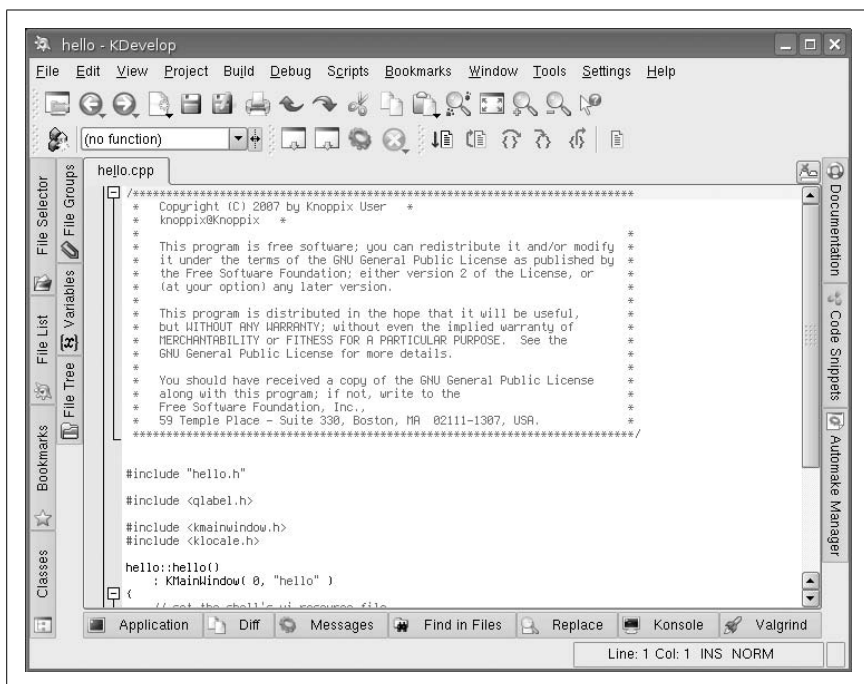 hello - KDevelop
File Edit View Project Build Debug Scripts Bookmarks Window Tools Settings Help
(no function)
hello.cpp
File Selector
File List
Bookmarks
Classes
File Groups
Variables
File Tree
/***************************************************************************
*   Copyright (C) 2007 by Knoppix User   *
*   knoppix@Knoppix   *
*                                                                         *
*   This program is free software; you can redistribute it and/or modify  *
*   it under the terms of the GNU General Public License as published by  *
*   the Free Software Foundation; either version 2 of the License, or     *
*   (at your option) any later version.                                   *
*                                                                         *
*   This program is distributed in the hope that it will be useful,       *
*   but WITHOUT ANY WARRANTY; without even the implied warranty of        *
*   MERCHANTABILITY or FITNESS FOR A PARTICULAR PURPOSE.  See the         *
*   GNU General Public License for more details.                          *
*                                                                         *
*   You should have received a copy of the GNU General Public License     *
*   along with this program; if not, write to the                         *
*   Free Software Foundation, Inc.,                                       *
*   59 Temple Place - Suite 330, Boston, MA  02111-1307, USA.             *
***************************************************************************/
#include "hello.h"
#include <qlabel.h>
#include <kmainwindow.h>
#include <klocale.h>
hello::hello()
: KMainWindow( 0, "hello" )
{
// set the shell's ui resource file
Documentation
Code Snippets
Automake Manager
Application Diff Messages Find in Files Replace Konsole Valgrind
Line: 1 Col: 1 INS NORM